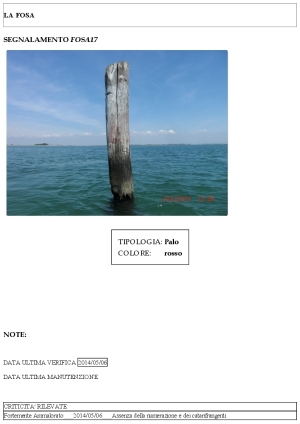 LA FOSA
SEGNALAMENTO FOSA17
TIPOLOGIA: Palo
COLORE: rosso
NOTE:
DATA ULTIMA VERIFICA 2014/05/06
DATA ULTIMA MANUTENZIONE
CRITICITA' RILEVATE
Fortemente Ammalorato 2014/05/06 Assenza della numerazione e dei catarifrangenti